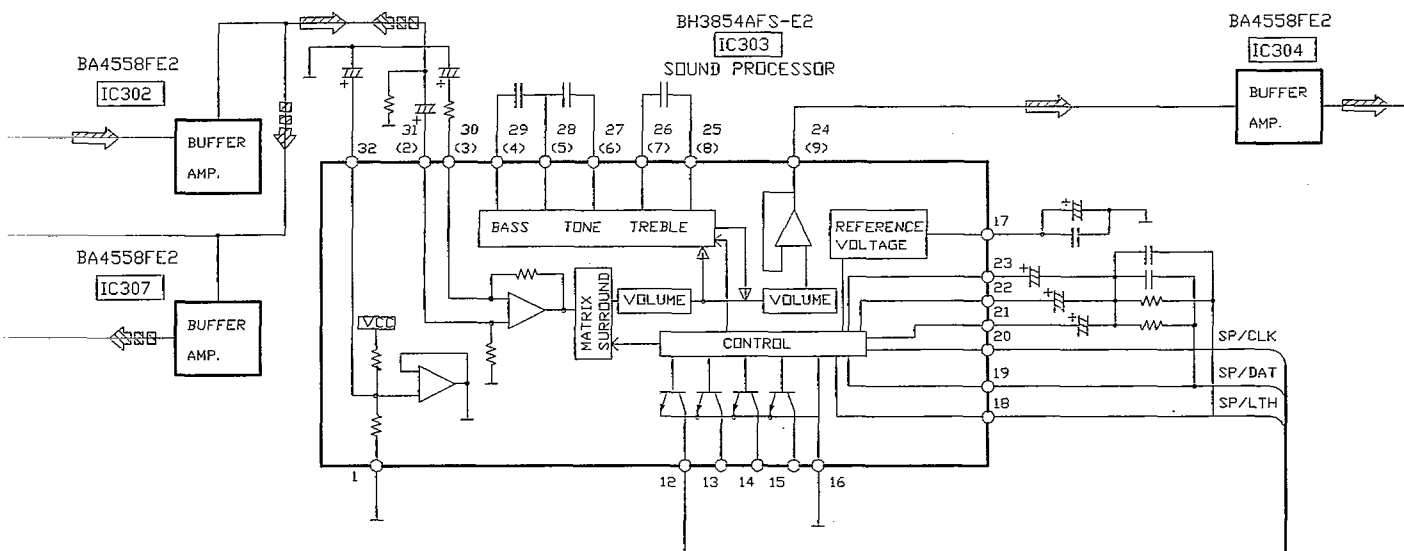 BH3854AFS-E2
IC303
SOUND PROCESSOR
BA4558FE2
IC304
BUFFER
AMP.
BA4558FE2
IC302
BUFFER
AMP.
BA4558FE2
IC307
BUFFER
AMP.
32
31
(2)
30
(3)
29
(4)
28
(5)
27
(6)
26
(7)
25
(8)
24
(9)
BASS TONE TREBLE
REFERENCE
VOLTAGE
17
23
22
21
20
19
18
SP/CLK
SP/DAT
SP/LTH
VCC
MATRIX
SURROUND
VOLUME
VOLUME
CONTROL
1
12
13
14
15
16